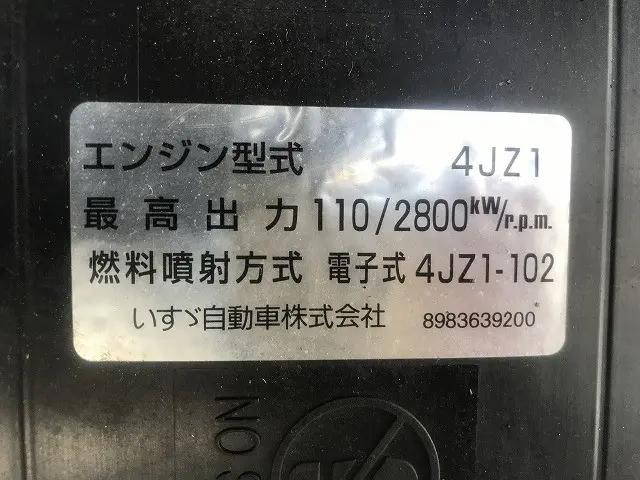 エンジン型式 4JZ1
最高出力 110/2800kW/r.p.m.
燃料噴射方式 電子式 4JZ1-102
いすゞ自動車株式会社 8983639200*
NO S